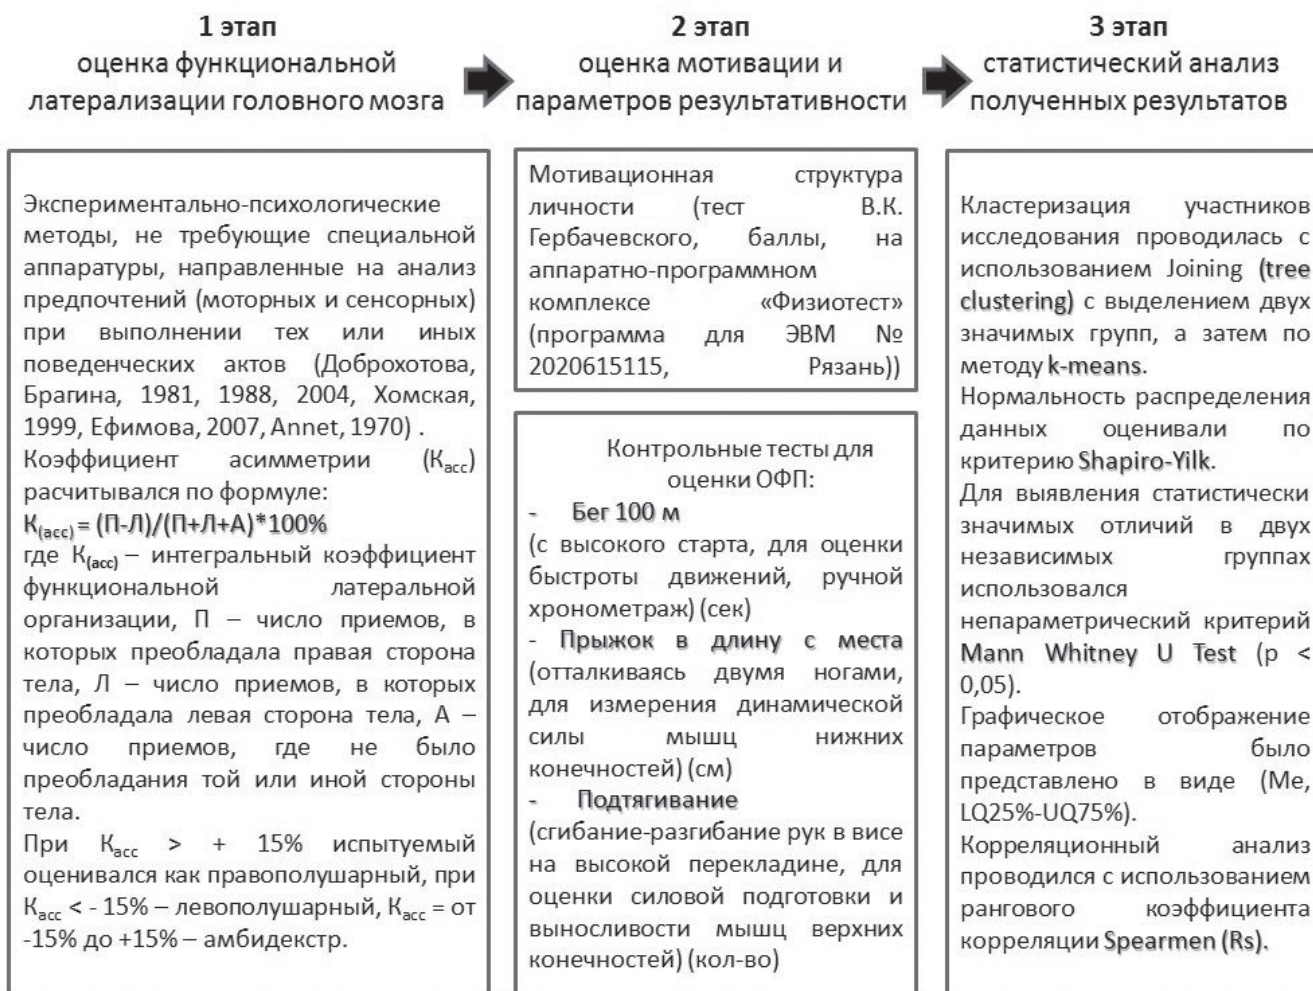 1 этап
оценка функциональной
латерализации головного мозга
2 этап
оценка мотивации и
параметров результативности
3 этап
статистический анализ
полученных результатов
Экспериментально-психологические
методы, не требующие специальной
аппаратуры, направленные на анализ
предпочтений (моторных и сенсорных)
при выполнении тех или иных
поведенческих актов (Доброхотова,
Брагина, 1981, 1988, 2004, Хомская,
1999, Ефимова, 2007, Annet, 1970) .
Коэффициент асимметрии (Kасс)
расчитывался по формуле:
K(асс) = (П-Л)/(П+Л+А)*100%
где K(асс) – интегральный коэффициент
функциональной латеральной
организации, П – число приемов, в
которых преобладала правая сторона
тела, Л – число приемов, в которых
преобладала левая сторона тела, А –
число приемов, где не было
преобладания той или иной стороны
тела.
При Kасс > + 15% испытуемый
оценивался как правополушарный, при
Kасс < - 15% – левополушарный, Kасс = от
-15% до +15% – амбидекстр.
Мотивационная структура
личности (тест В.К.
Гербачевского, баллы, на
аппаратно-программном
комплексе «Физиотест»
(программа для ЭВМ №
2020615115, Рязань))
Контрольные тесты для
оценки ОФП:
- Бег 100 м
(с высокого старта, для оценки
быстроты движений, ручной
хронометраж) (сек)
- Прыжок в длину с места
(отталкиваясь двумя ногами,
для измерения динамической
силы мышц нижних
конечностей) (см)
- Подтягивание
(сгибание-разгибание рук в висе
на высокой перекладине, для
оценки силовой подготовки и
выносливости мышц верхних
конечностей) (кол-во)
Кластеризация участников
исследования проводилась с
использованием Joining (tree
clustering) с выделением двух
значимых групп, а затем по
методу k-means.
Нормальность распределения
данных оценивали по
критерию Shapiro-Yilk.
Для выявления статистически
значимых отличий в двух
независимых группах
использовался
непараметрический критерий
Mann Whitney U Test (p <
0,05).
Графическое отображение
параметров было
представлено в виде (Me,
LQ25%-UQ75%).
Корреляционный анализ
проводился с использованием
рангового коэффициента
корреляции Spearmen (Rs).